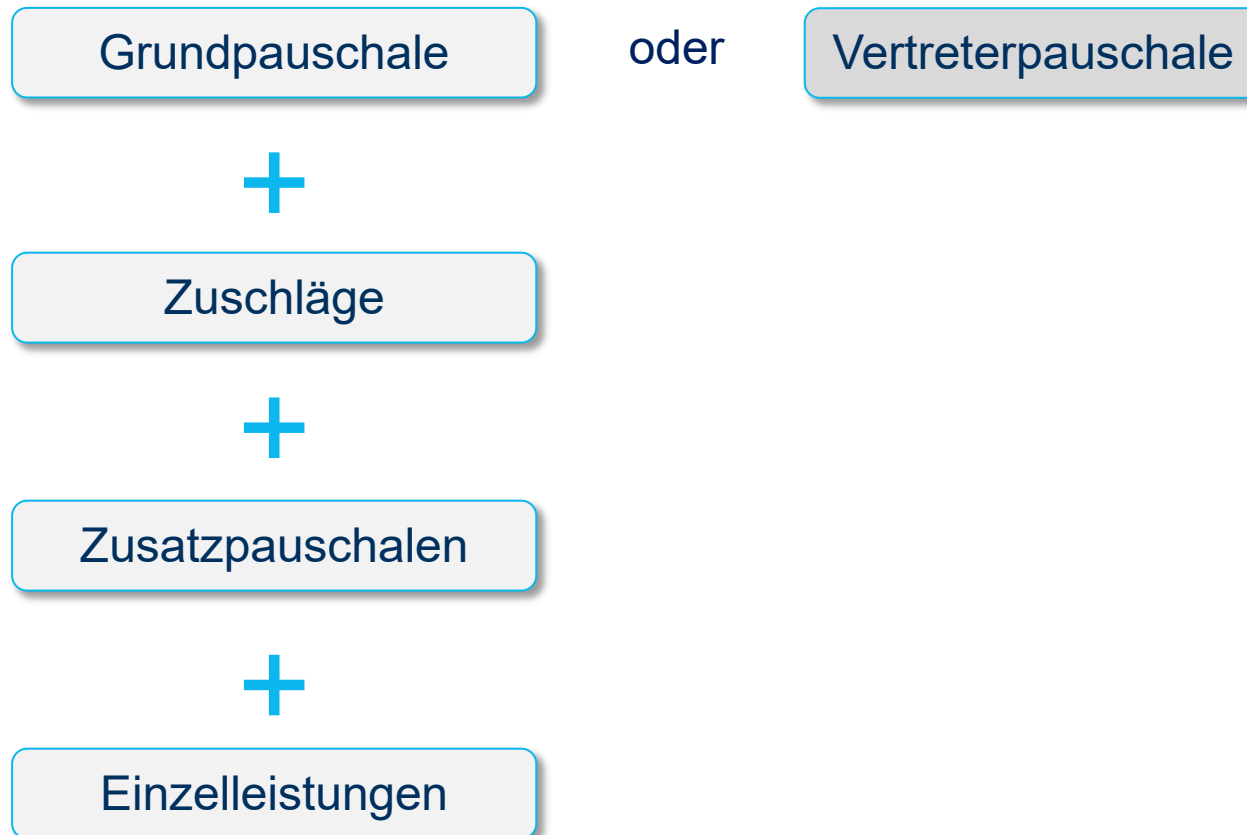 Grundpauschale oder Vertreterpauschale
+
Zuschläge
+
Zusatzpauschalen
+
Einzelleistungen